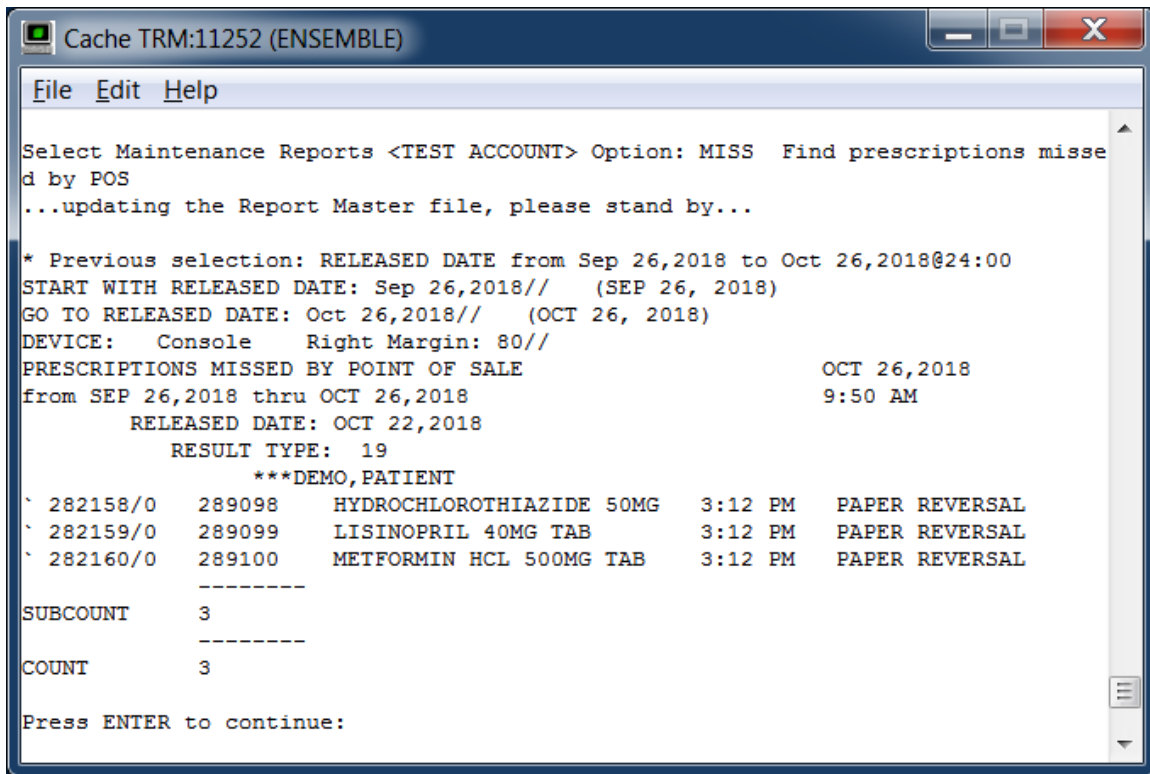 Cache TRM:11252 (ENSEMBLE)
File Edit Help
Select Maintenance Reports <TEST ACCOUNT> Option: MISS  Find prescriptions misse
d by POS
...updating the Report Master file, please stand by...
* Previous selection: RELEASED DATE from Sep 26,2018 to Oct 26,2018@24:00
START WITH RELEASED DATE: Sep 26,2018//   (SEP 26, 2018)
GO TO RELEASED DATE: Oct 26,2018//   (OCT 26, 2018)
DEVICE:   Console    Right Margin: 80//
PRESCRIPTIONS MISSED BY POINT OF SALE                      OCT 26,2018
from SEP 26,2018 thru OCT 26,2018                          9:50 AM
        RELEASED DATE: OCT 22,2018
           RESULT TYPE:  19
                 ***DEMO,PATIENT
` 282158/0   289098    HYDROCHLOROTHIAZIDE 50MG   3:12 PM   PAPER REVERSAL
` 282159/0   289099    LISINOPRIL 40MG TAB        3:12 PM   PAPER REVERSAL
` 282160/0   289100    METFORMIN HCL 500MG TAB    3:12 PM   PAPER REVERSAL
             --------
SUBCOUNT     3
             --------
COUNT        3
Press ENTER to continue: